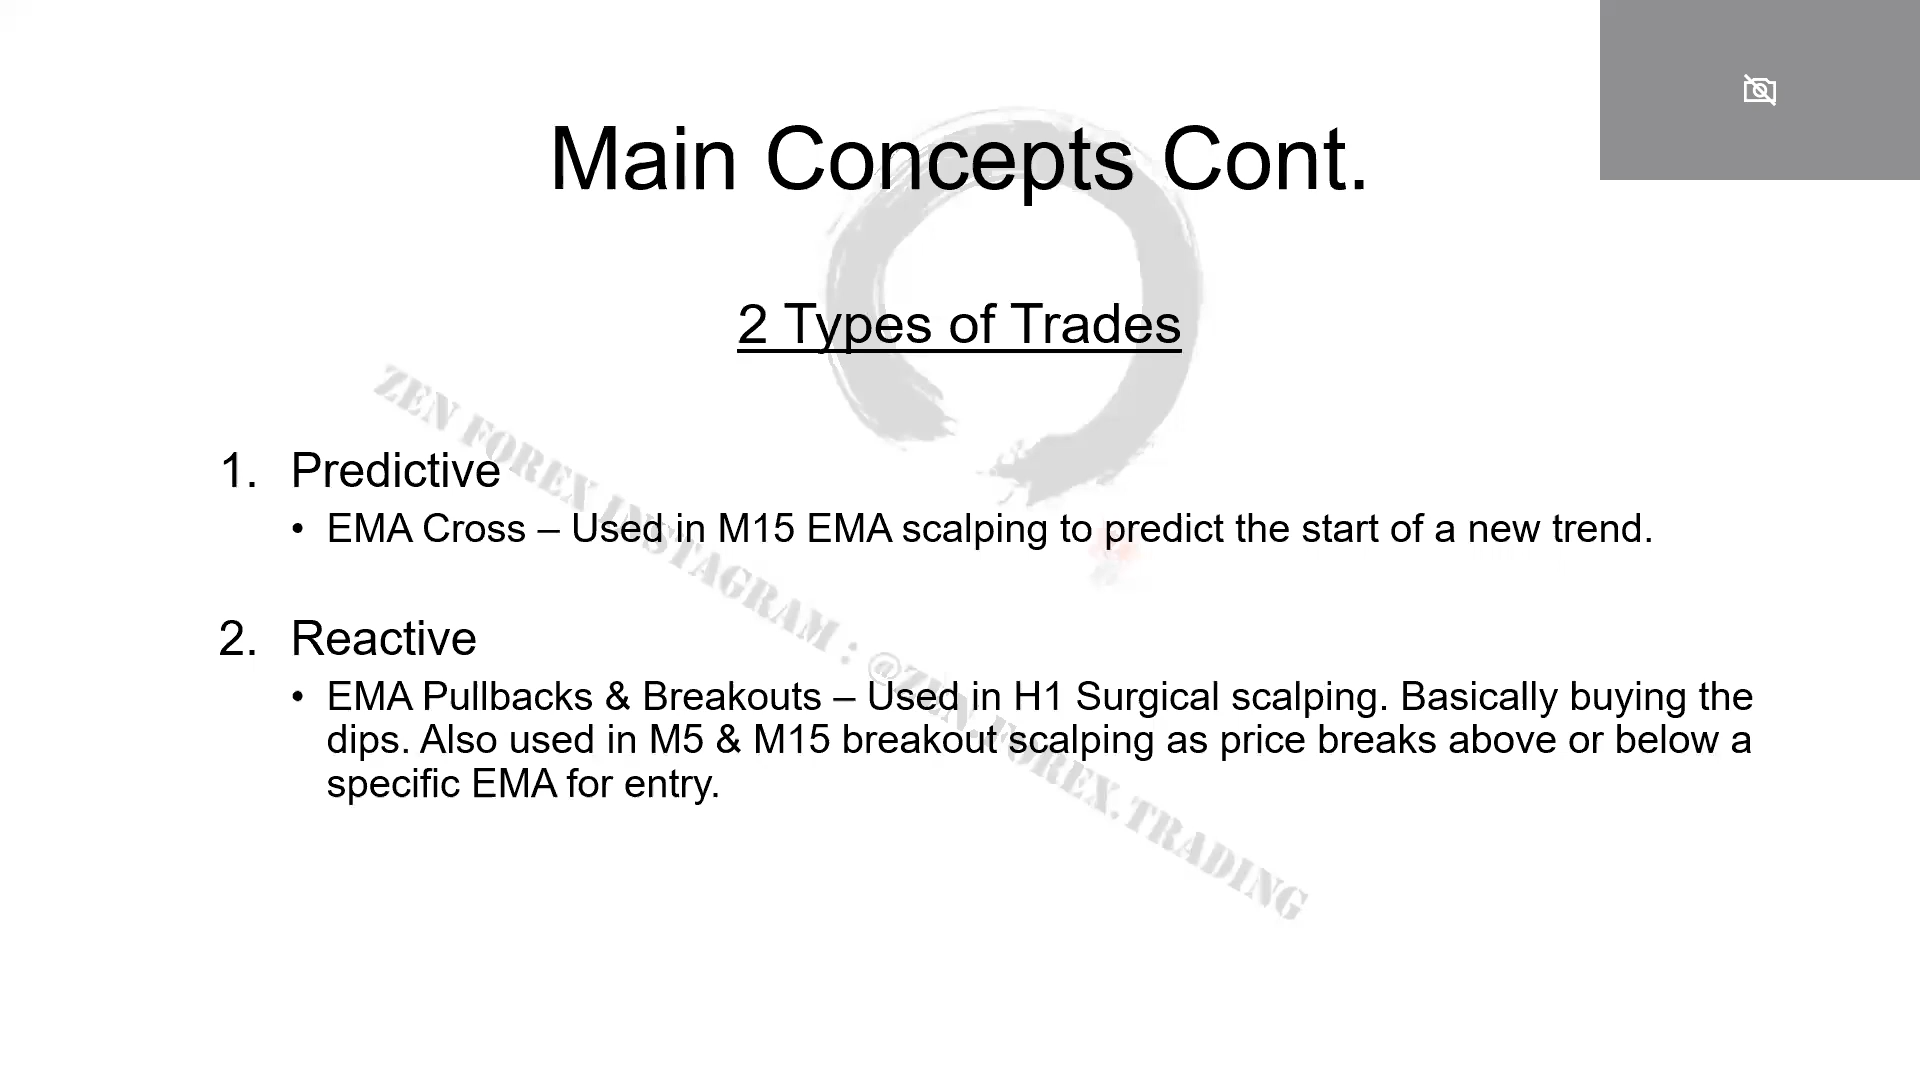 Main Concepts Cont.
2 Types of Trades
1. Predictive
• EMA Cross – Used in M15 EMA scalping to predict the start of a new trend.
2. Reactive
• EMA Pullbacks & Breakouts – Used in H1 Surgical scalping. Basically buying the
dips. Also used in M5 & M15 breakout scalping as price breaks above or below a
specific EMA for entry.
ZEN FOREX INSTAGRAM : @ZEN.FOREX.TRADING